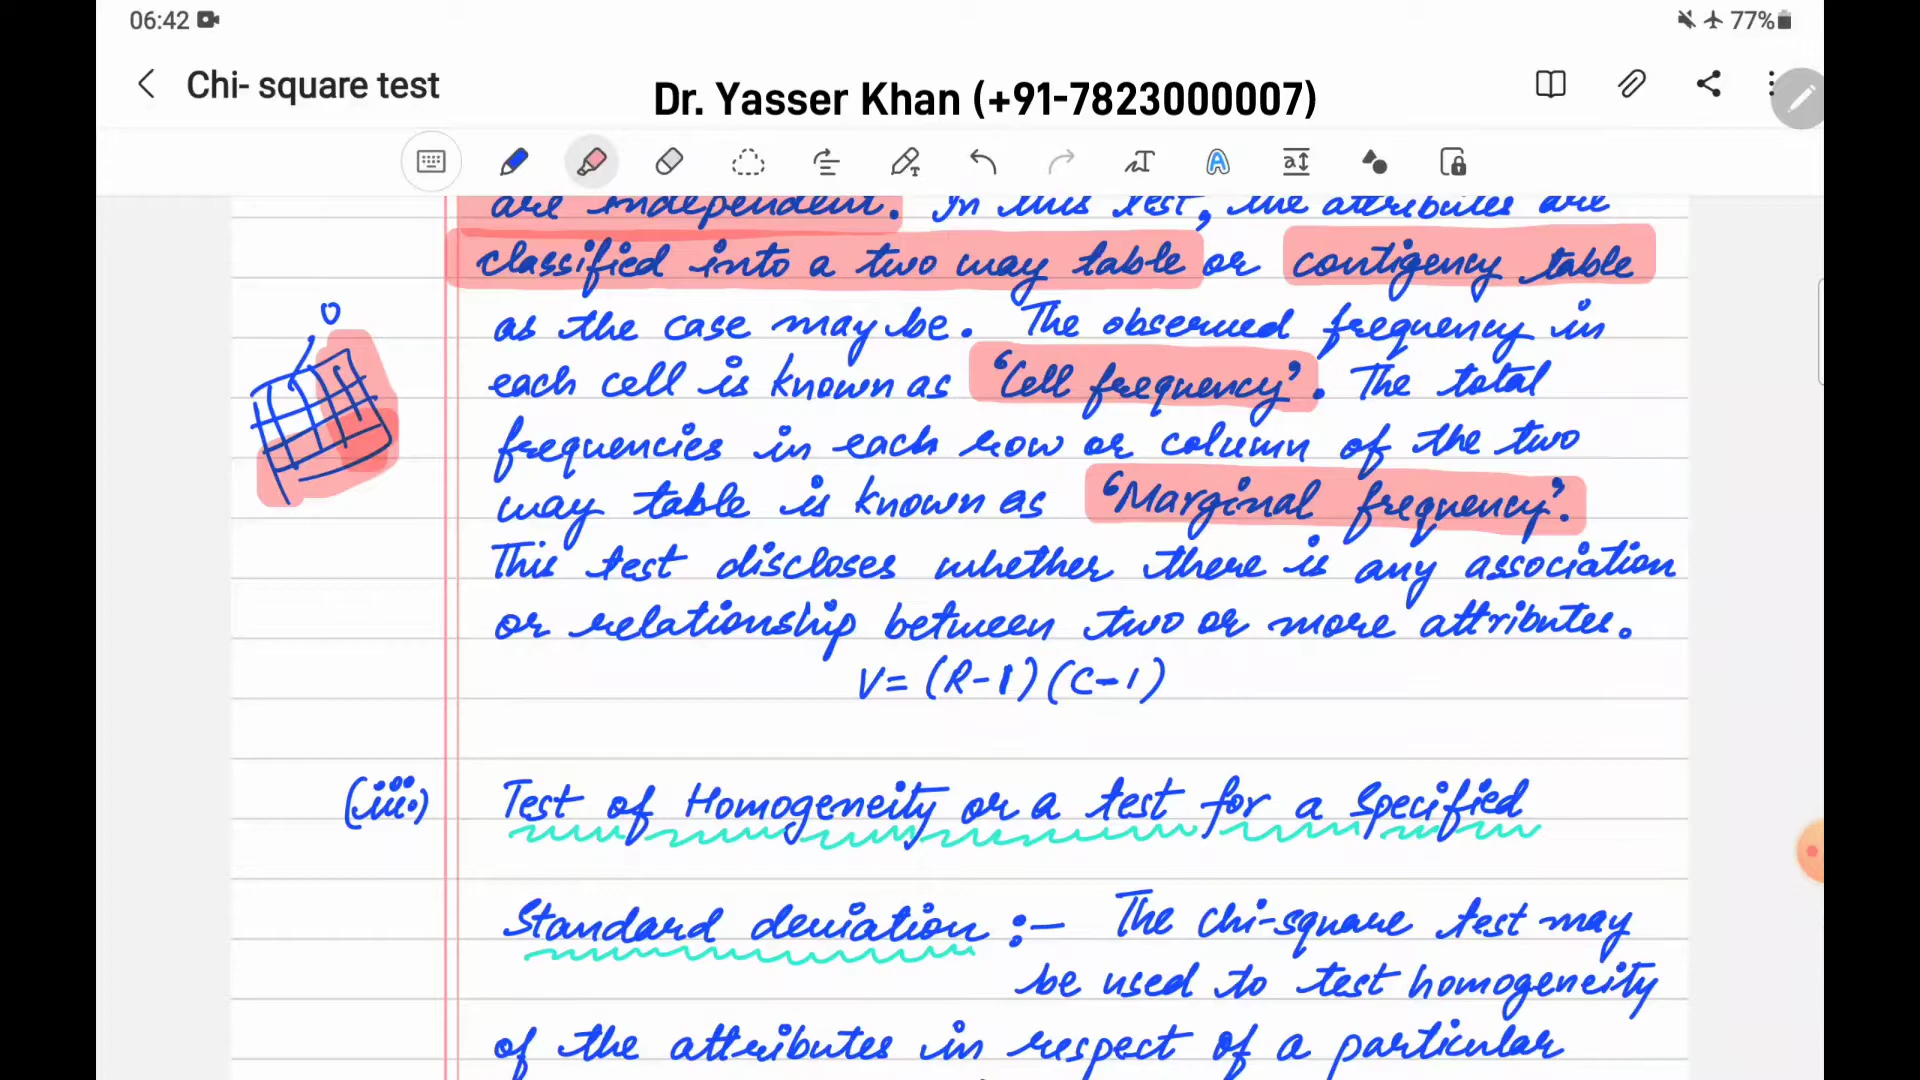 06:42
77%
Chi- square test
Dr. Yasser Khan (+91-7823000007)
are independent. In this test, the attributes are
classified into a two way table or contigency table
as the case may be. The observed frequency in
each cell is known as 'Cell frequency'. The total
frequencies in each row or column of the two
way table is known as 'Marginal frequency'.
This test discloses whether there is any association
or relationship between two or more attributes.
V = (R-1) (C-1)
(iii) Test of Homogeneity or a test for a Specified
Standard deviation :- The chi-square test may
be used to test homogeneity
of the attributes in respect of a particular
O